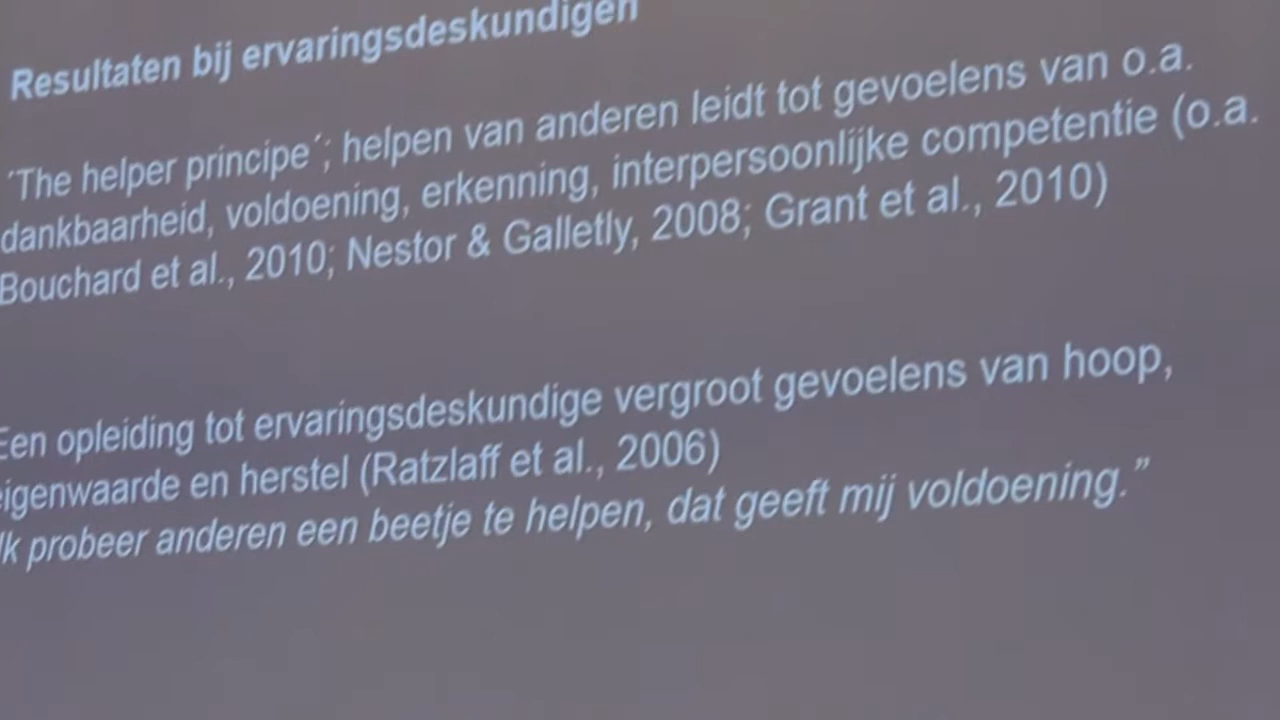 Resultaten bij ervaringsdeskundigen
´The helper principe´; helpen van anderen leidt tot gevoelens van o.a.
dankbaarheid, voldoening, erkenning, interpersoonlijke competentie (o.a.
Bouchard et al., 2010; Nestor & Galletly, 2008; Grant et al., 2010)
Een opleiding tot ervaringsdeskundige vergroot gevoelens van hoop,
eigenwaarde en herstel (Ratzlaff et al., 2006)
Ik probeer anderen een beetje te helpen, dat geeft mij voldoening.”